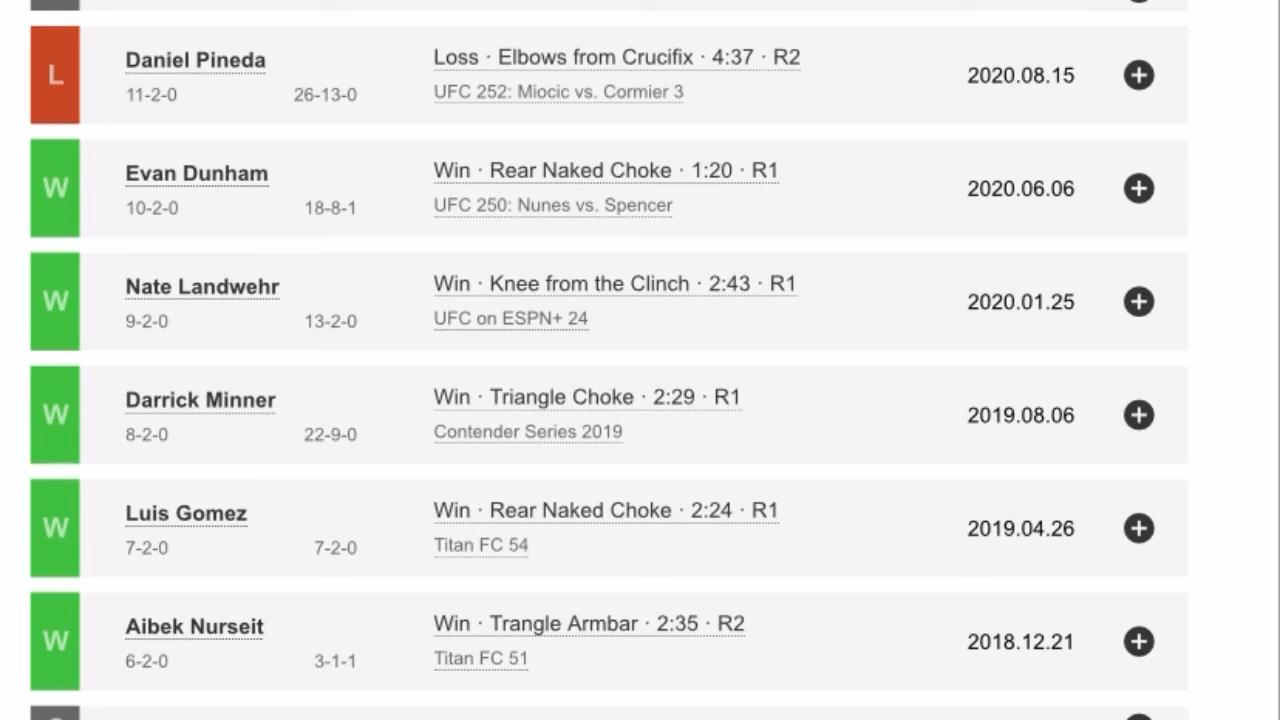 L
Daniel Pineda
Loss · Elbows from Crucifix · 4:37 · R2
2020.08.15
11-2-0 26-13-0
UFC 252: Miocic vs. Cormier 3
W
Evan Dunham
Win · Rear Naked Choke · 1:20 · R1
2020.06.06
10-2-0 18-8-1
UFC 250: Nunes vs. Spencer
W
Nate Landwehr
Win · Knee from the Clinch · 2:43 · R1
2020.01.25
9-2-0 13-2-0
UFC on ESPN+ 24
W
Darrick Minner
Win · Triangle Choke · 2:29 · R1
2019.08.06
8-2-0 22-9-0
Contender Series 2019
W
Luis Gomez
Win · Rear Naked Choke · 2:24 · R1
2019.04.26
7-2-0 7-2-0
Titan FC 54
W
Aibek Nurseit
Win · Trangle Armbar · 2:35 · R2
2018.12.21
6-2-0 3-1-1
Titan FC 51